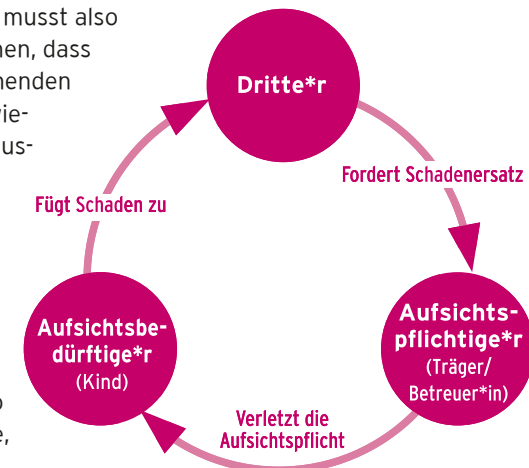 musst also
nen, dass
nenden
vie-
us-
Dritte*r
Fordert Schadenersatz
Fügt Schaden zu
Aufsichtsbe-
dürftige*r
(Kind)
Aufsichts-
pflichtige*r
(Träger/
Betreuer*in)
Verletzt die
Aufsichtspflicht
e,